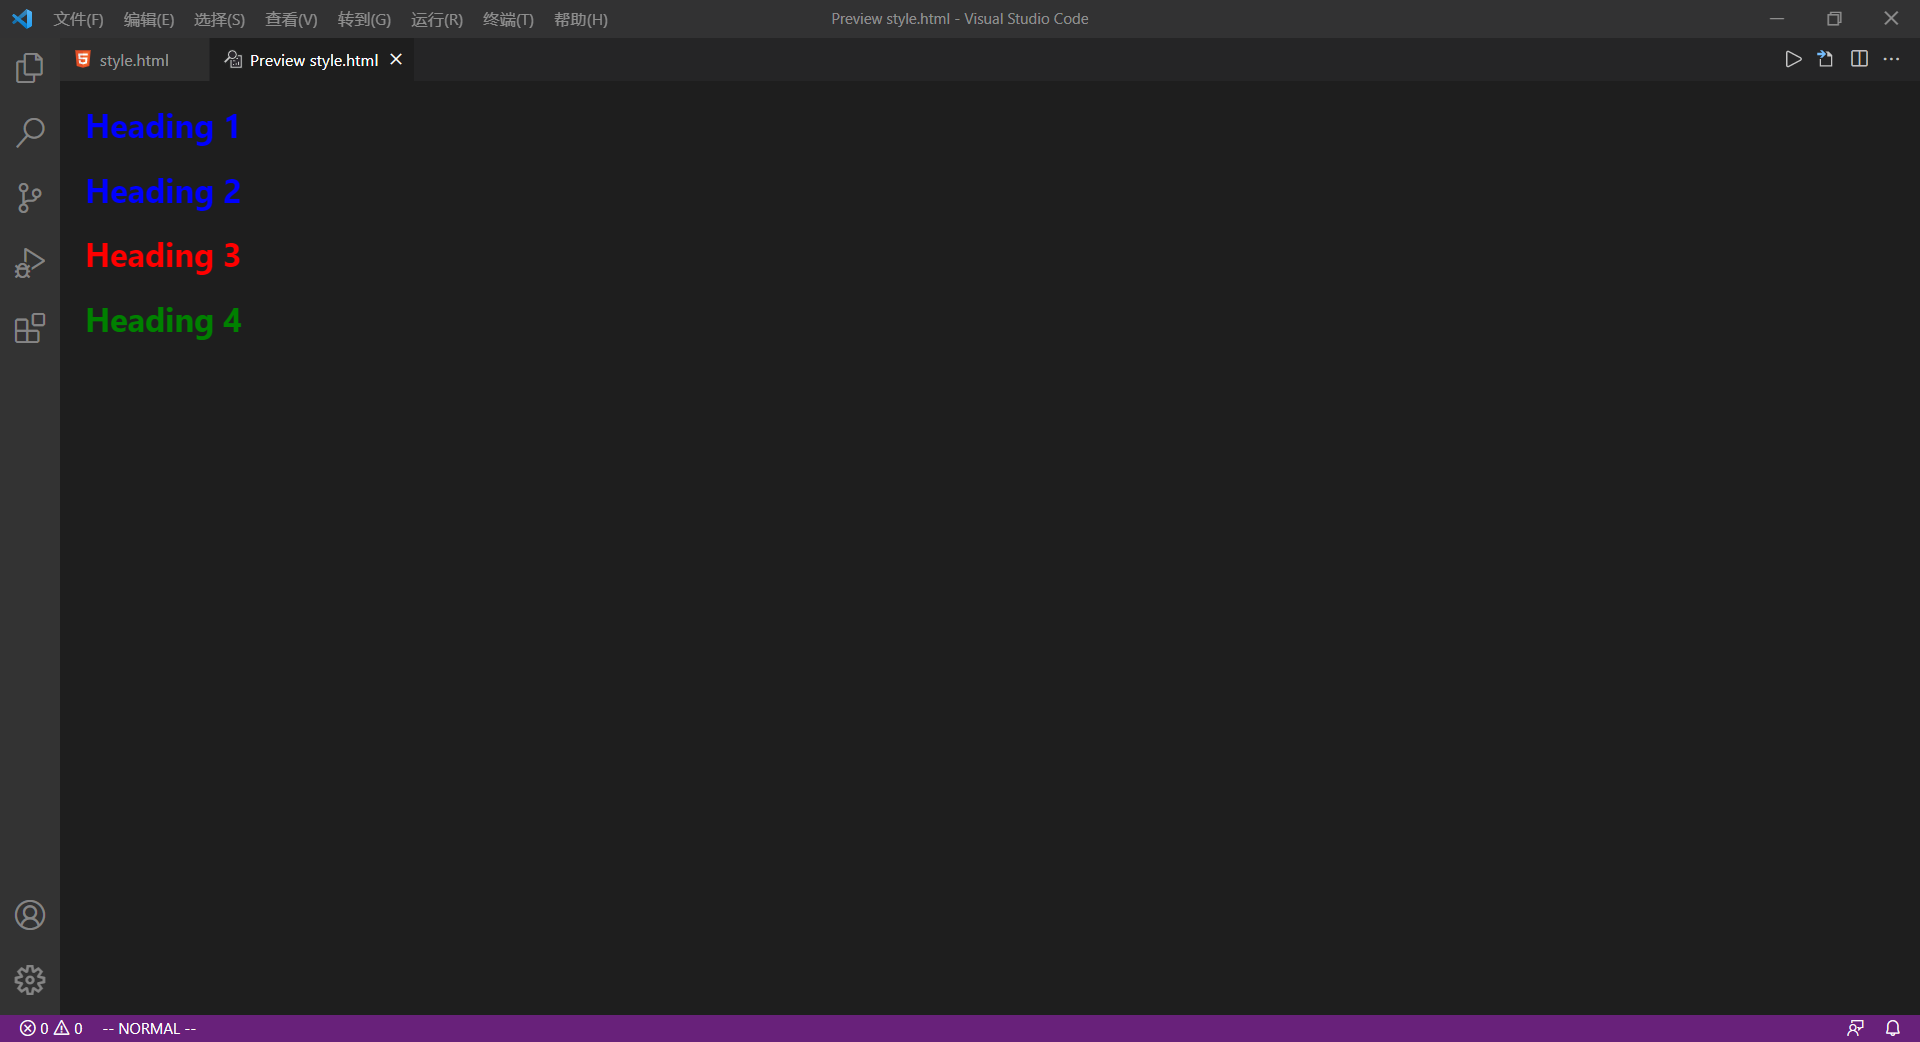 文件(F) 编辑(E) 选择(S) 查看(V) 转到(G) 运行(R) 终端(T) 帮助(H) Preview style.html - Visual Studio Code
style.html Preview style.html
Heading 1
Heading 2
Heading 3
Heading 4
0 0 -- NORMAL --